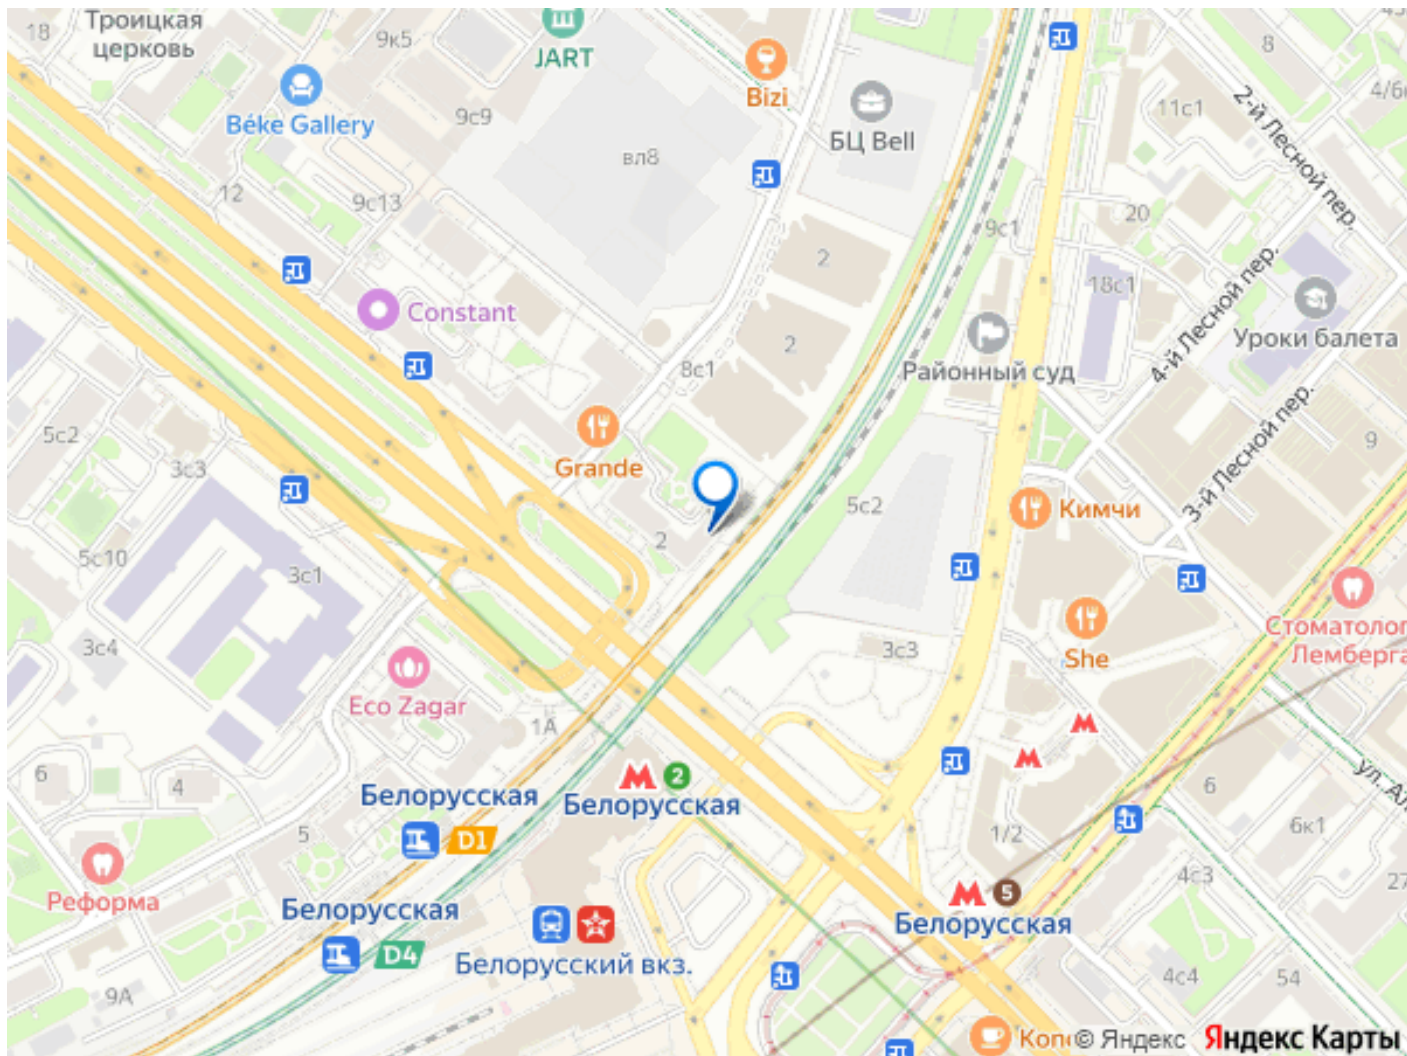 18
Троицкая
церковь
9к5
JART
Bizi
8
4/6с
2-й Лесной пер.
11с1
Béke Gallery
9с9
БЦ Bell
вл8
12
9с13
20
9с1
2
4-й Лесной пер.
18с1
Constant
Уроки балета
2
Районный суд
8с1
3-й Лесной пер.
5с2
3с3
Grande
9
Кимчи
5с2
2
5с10
3с1
3с4
Стоматолог
Лемберга
3с3
She
Eco Zagar
1А
6
4
2
Белорусская
Белорусская
6
ул. Ал
5
D1
1/2
6к1
Реформа
4с3
27
5
Белорусская
Белорусская
D4
Белорусский вкз.
9А
4с4
54
© Яндекс Яндекс Карты